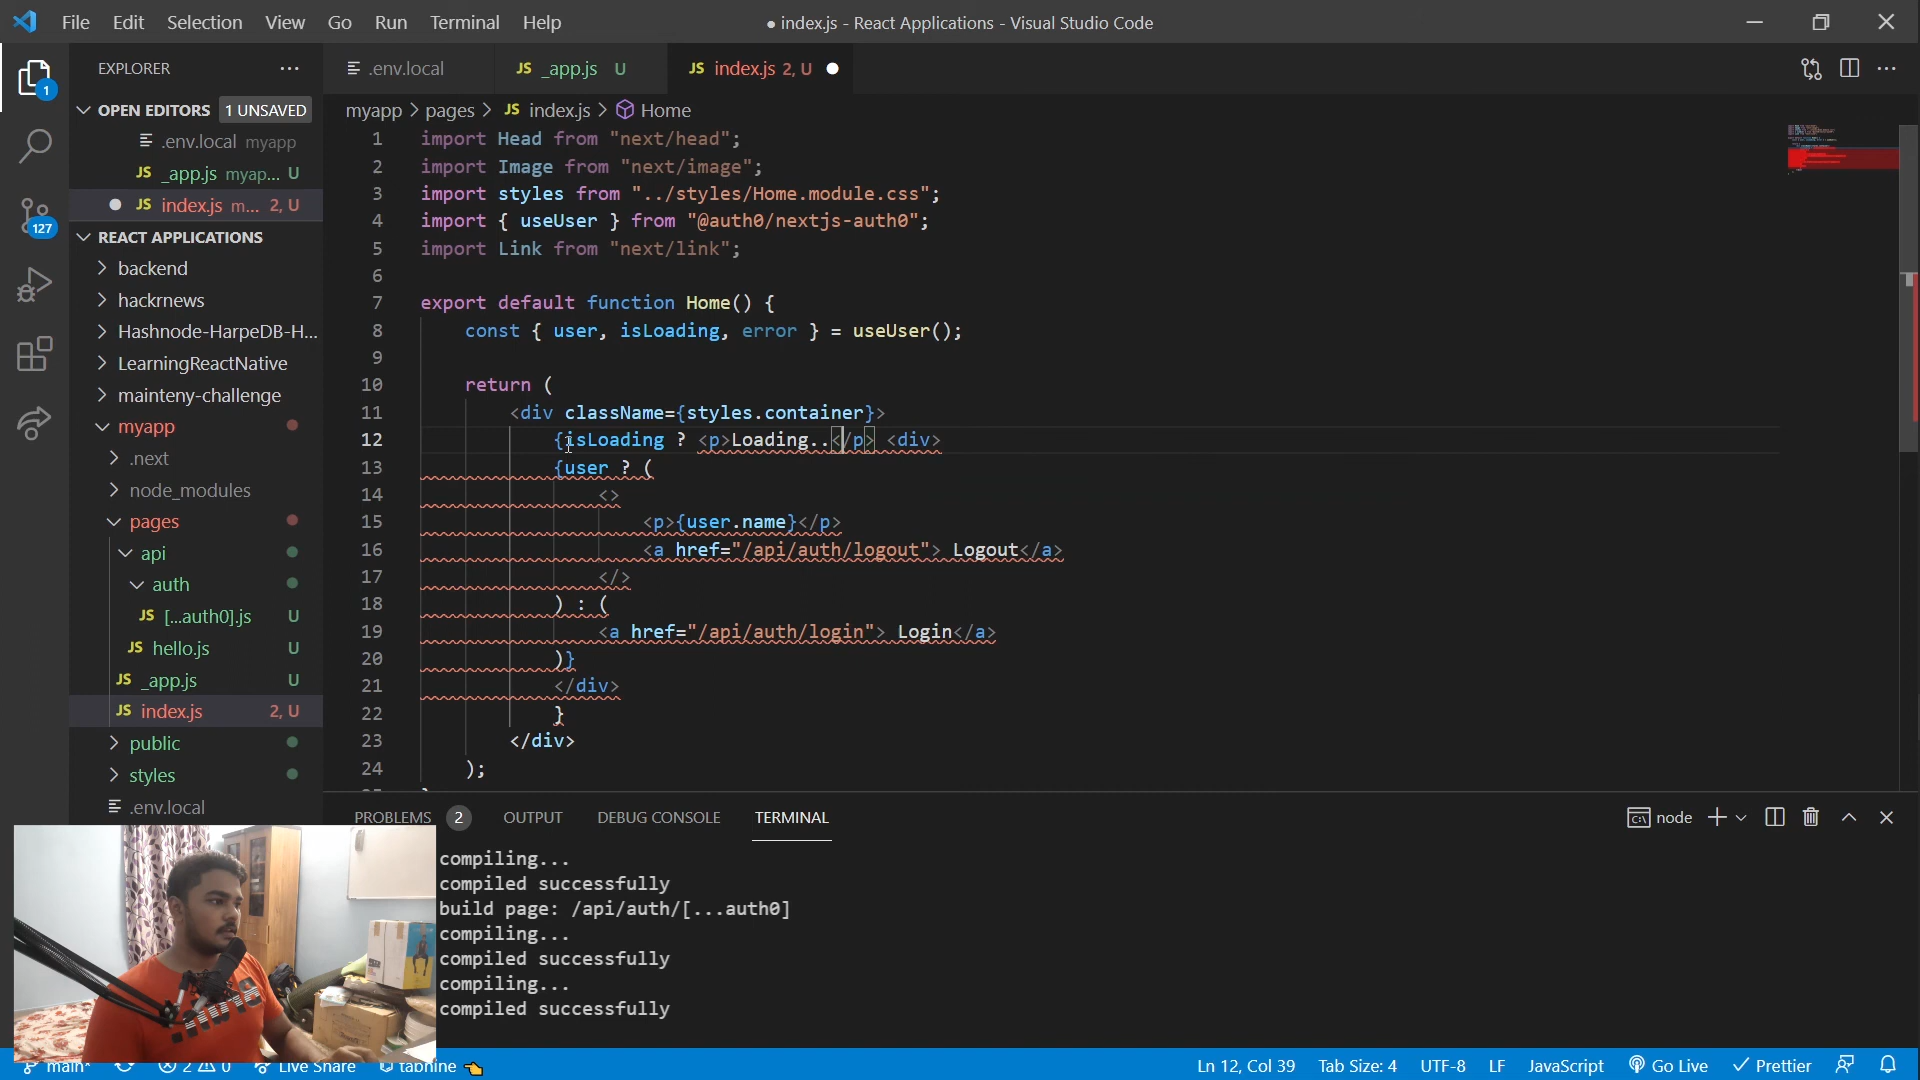 File Edit Selection View Go Run Terminal Help
● index.js - React Applications - Visual Studio Code
EXPLORER
.env.local
JS _app.js U
JS index.js 2, U
1
OPEN EDITORS 1 UNSAVED
.env.local myapp
JS _app.js myap... U
JS index.js m... 2, U
127
REACT APPLICATIONS
backend
hackrnews
Hashnode-HarpeDB-H...
LearningReactNative
mainteny-challenge
myapp
.next
node_modules
pages
api
auth
JS [...auth0].js U
JS hello.js U
JS _app.js U
JS index.js 2, U
public
styles
.env.local
myapp > pages > JS index.js > Home
1 import Head from "next/head";
2 import Image from "next/image";
3 import styles from "../styles/Home.module.css";
4 import { useUser } from "@auth0/nextjs-auth0";
5 import Link from "next/link";
6
7 export default function Home() {
8 const { user, isLoading, error } = useUser();
9
10 return (
11 <div className={styles.container}>
12 {isLoading ? <p>Loading..</p> <div>
13 {user ? (
14 <>
15 <p>{user.name}</p>
16 <a href="/api/auth/logout"> Logout</a>
17 </>
18 ) : (
19 <a href="/api/auth/login"> Login</a>
20 )}
21 </div>
22 }
23 </div>
24 );
PROBLEMS 2 OUTPUT DEBUG CONSOLE TERMINAL
node
compiling...
compiled successfully
build page: /api/auth/[...auth0]
compiling...
compiled successfully
compiling...
compiled successfully
main* 2 0 Live Share tabnine
Ln 12, Col 39 Tab Size: 4 UTF-8 LF JavaScript Go Live Prettier